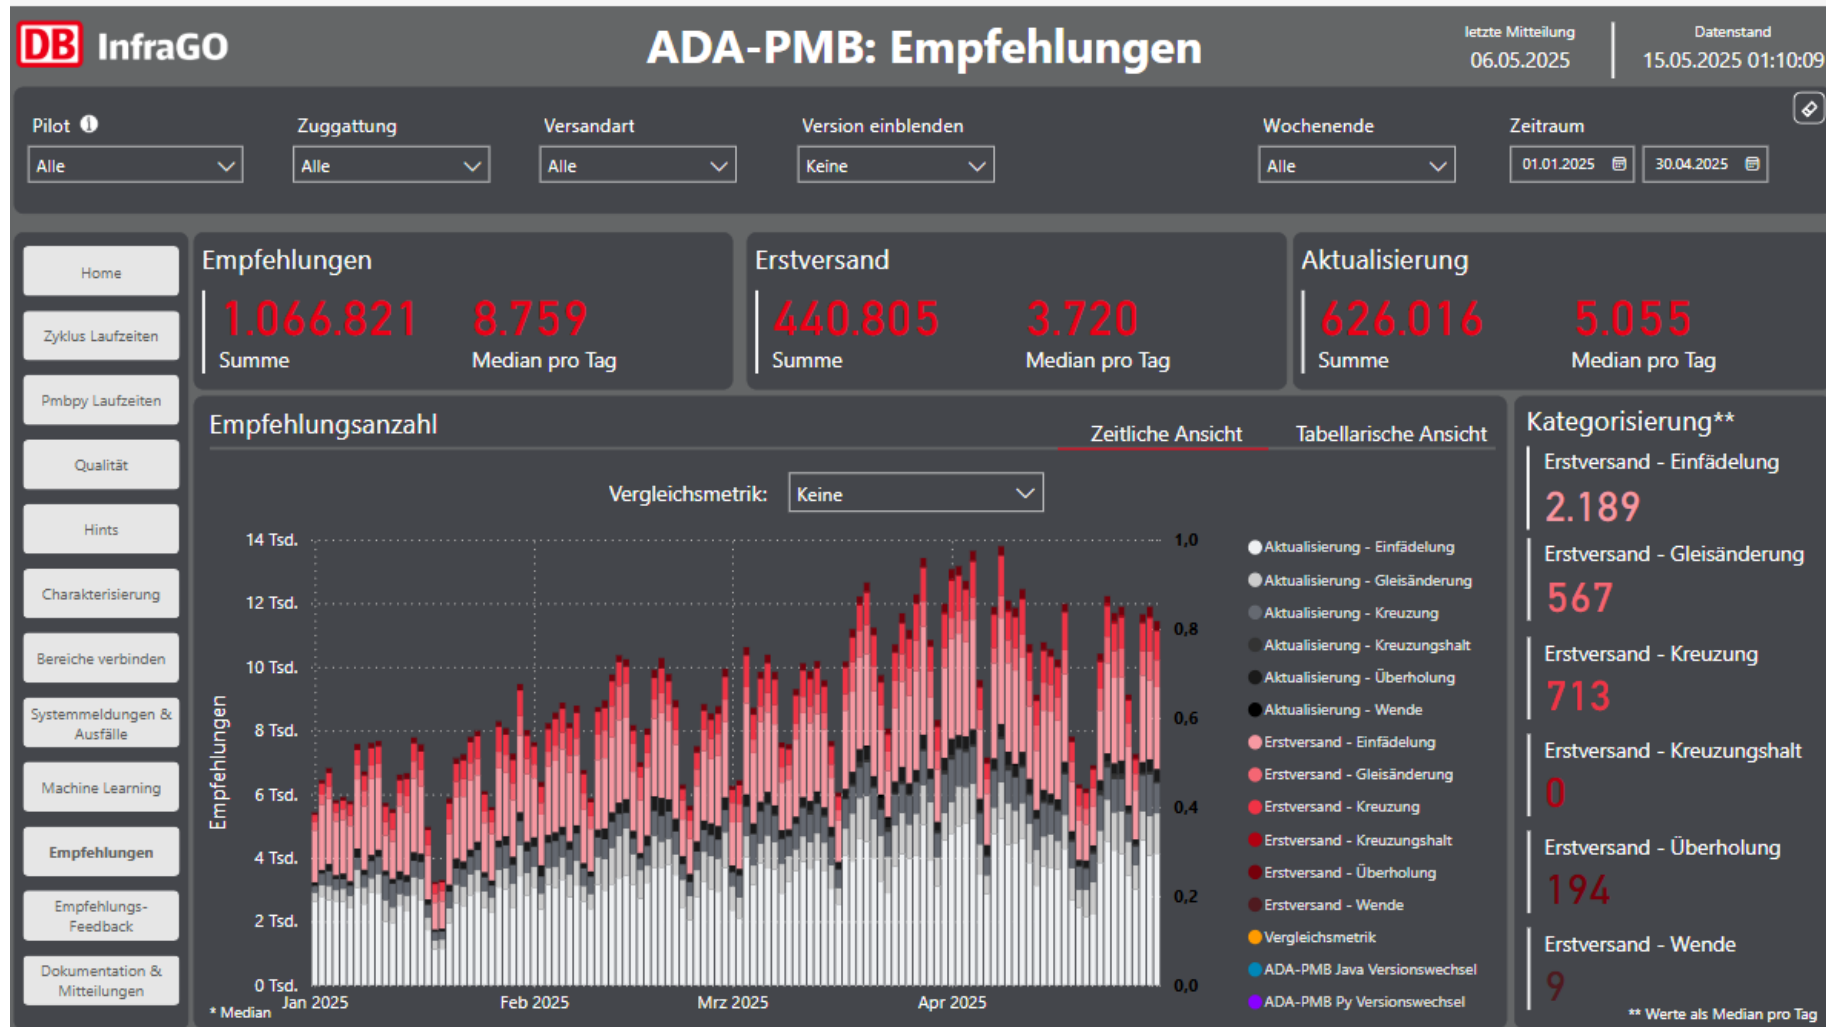 DB InfraGO
ADA-PMB: Empfehlungen
letzte Mitteilung
06.05.2025
Datenstand
15.05.2025 01:10:09
Pilot
Alle
Zuggattung
Alle
Versandart
Alle
Version einblenden
Keine
Wochenende
Alle
Zeitraum
01.01.2025
30.04.2025
Home
Zyklus Laufzeiten
Pmbpy Laufzeiten
Qualität
Hints
Charakterisierung
Bereiche verbinden
Systemmeldungen &
Ausfälle
Machine Learning
Empfehlungen
Empfehlungs-
Feedback
Dokumentation &
Mitteilungen
Empfehlungen
1.066.821
Summe
8.759
Median pro Tag
Erstversand
440.805
Summe
3.720
Median pro Tag
Aktualisierung
626.016
Summe
5.055
Median pro Tag
Empfehlungsanzahl
Zeitliche Ansicht
Tabellarische Ansicht
Vergleichsmetrik:
Keine
Empfehlungen
14 Tsd.
12 Tsd.
10 Tsd.
8 Tsd.
6 Tsd.
4 Tsd.
2 Tsd.
0 Tsd.
1,0
0,8
0,6
0,4
0,2
0,0
Jan 2025
Feb 2025
Mrz 2025
Apr 2025
* Median
Aktualisierung - Einfädelung
Aktualisierung - Gleisänderung
Aktualisierung - Kreuzung
Aktualisierung - Kreuzungshalt
Aktualisierung - Überholung
Aktualisierung - Wende
Erstversand - Einfädelung
Erstversand - Gleisänderung
Erstversand - Kreuzung
Erstversand - Kreuzungshalt
Erstversand - Überholung
Erstversand - Wende
Vergleichsmetrik
ADA-PMB Java Versionswechsel
ADA-PMB Py Versionswechsel
Kategorisierung**
Erstversand - Einfädelung
2.189
Erstversand - Gleisänderung
567
Erstversand - Kreuzung
713
Erstversand - Kreuzungshalt
0
Erstversand - Überholung
194
Erstversand - Wende
9
** Werte als Median pro Tag